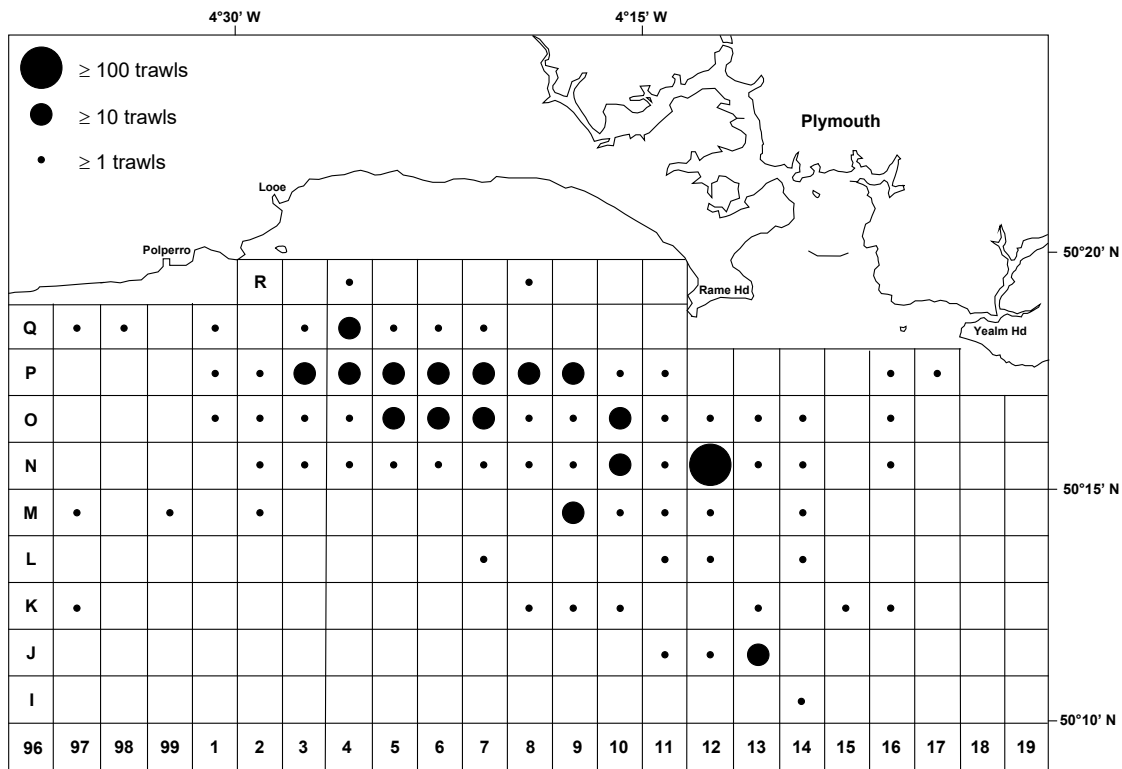 4°30’ W 4°15’ W
≥ 100 trawls
≥ 10 trawls
≥ 1 trawls
Plymouth
Looe
Polperro
50°20’ N
R
Rame Hd
Q
Yealm Hd
P
O
N
50°15’ N
M
L
K
J
I
50°10’ N
96 97 98 99 1 2 3 4 5 6 7 8 9 10 11 12 13 14 15 16 17 18 19